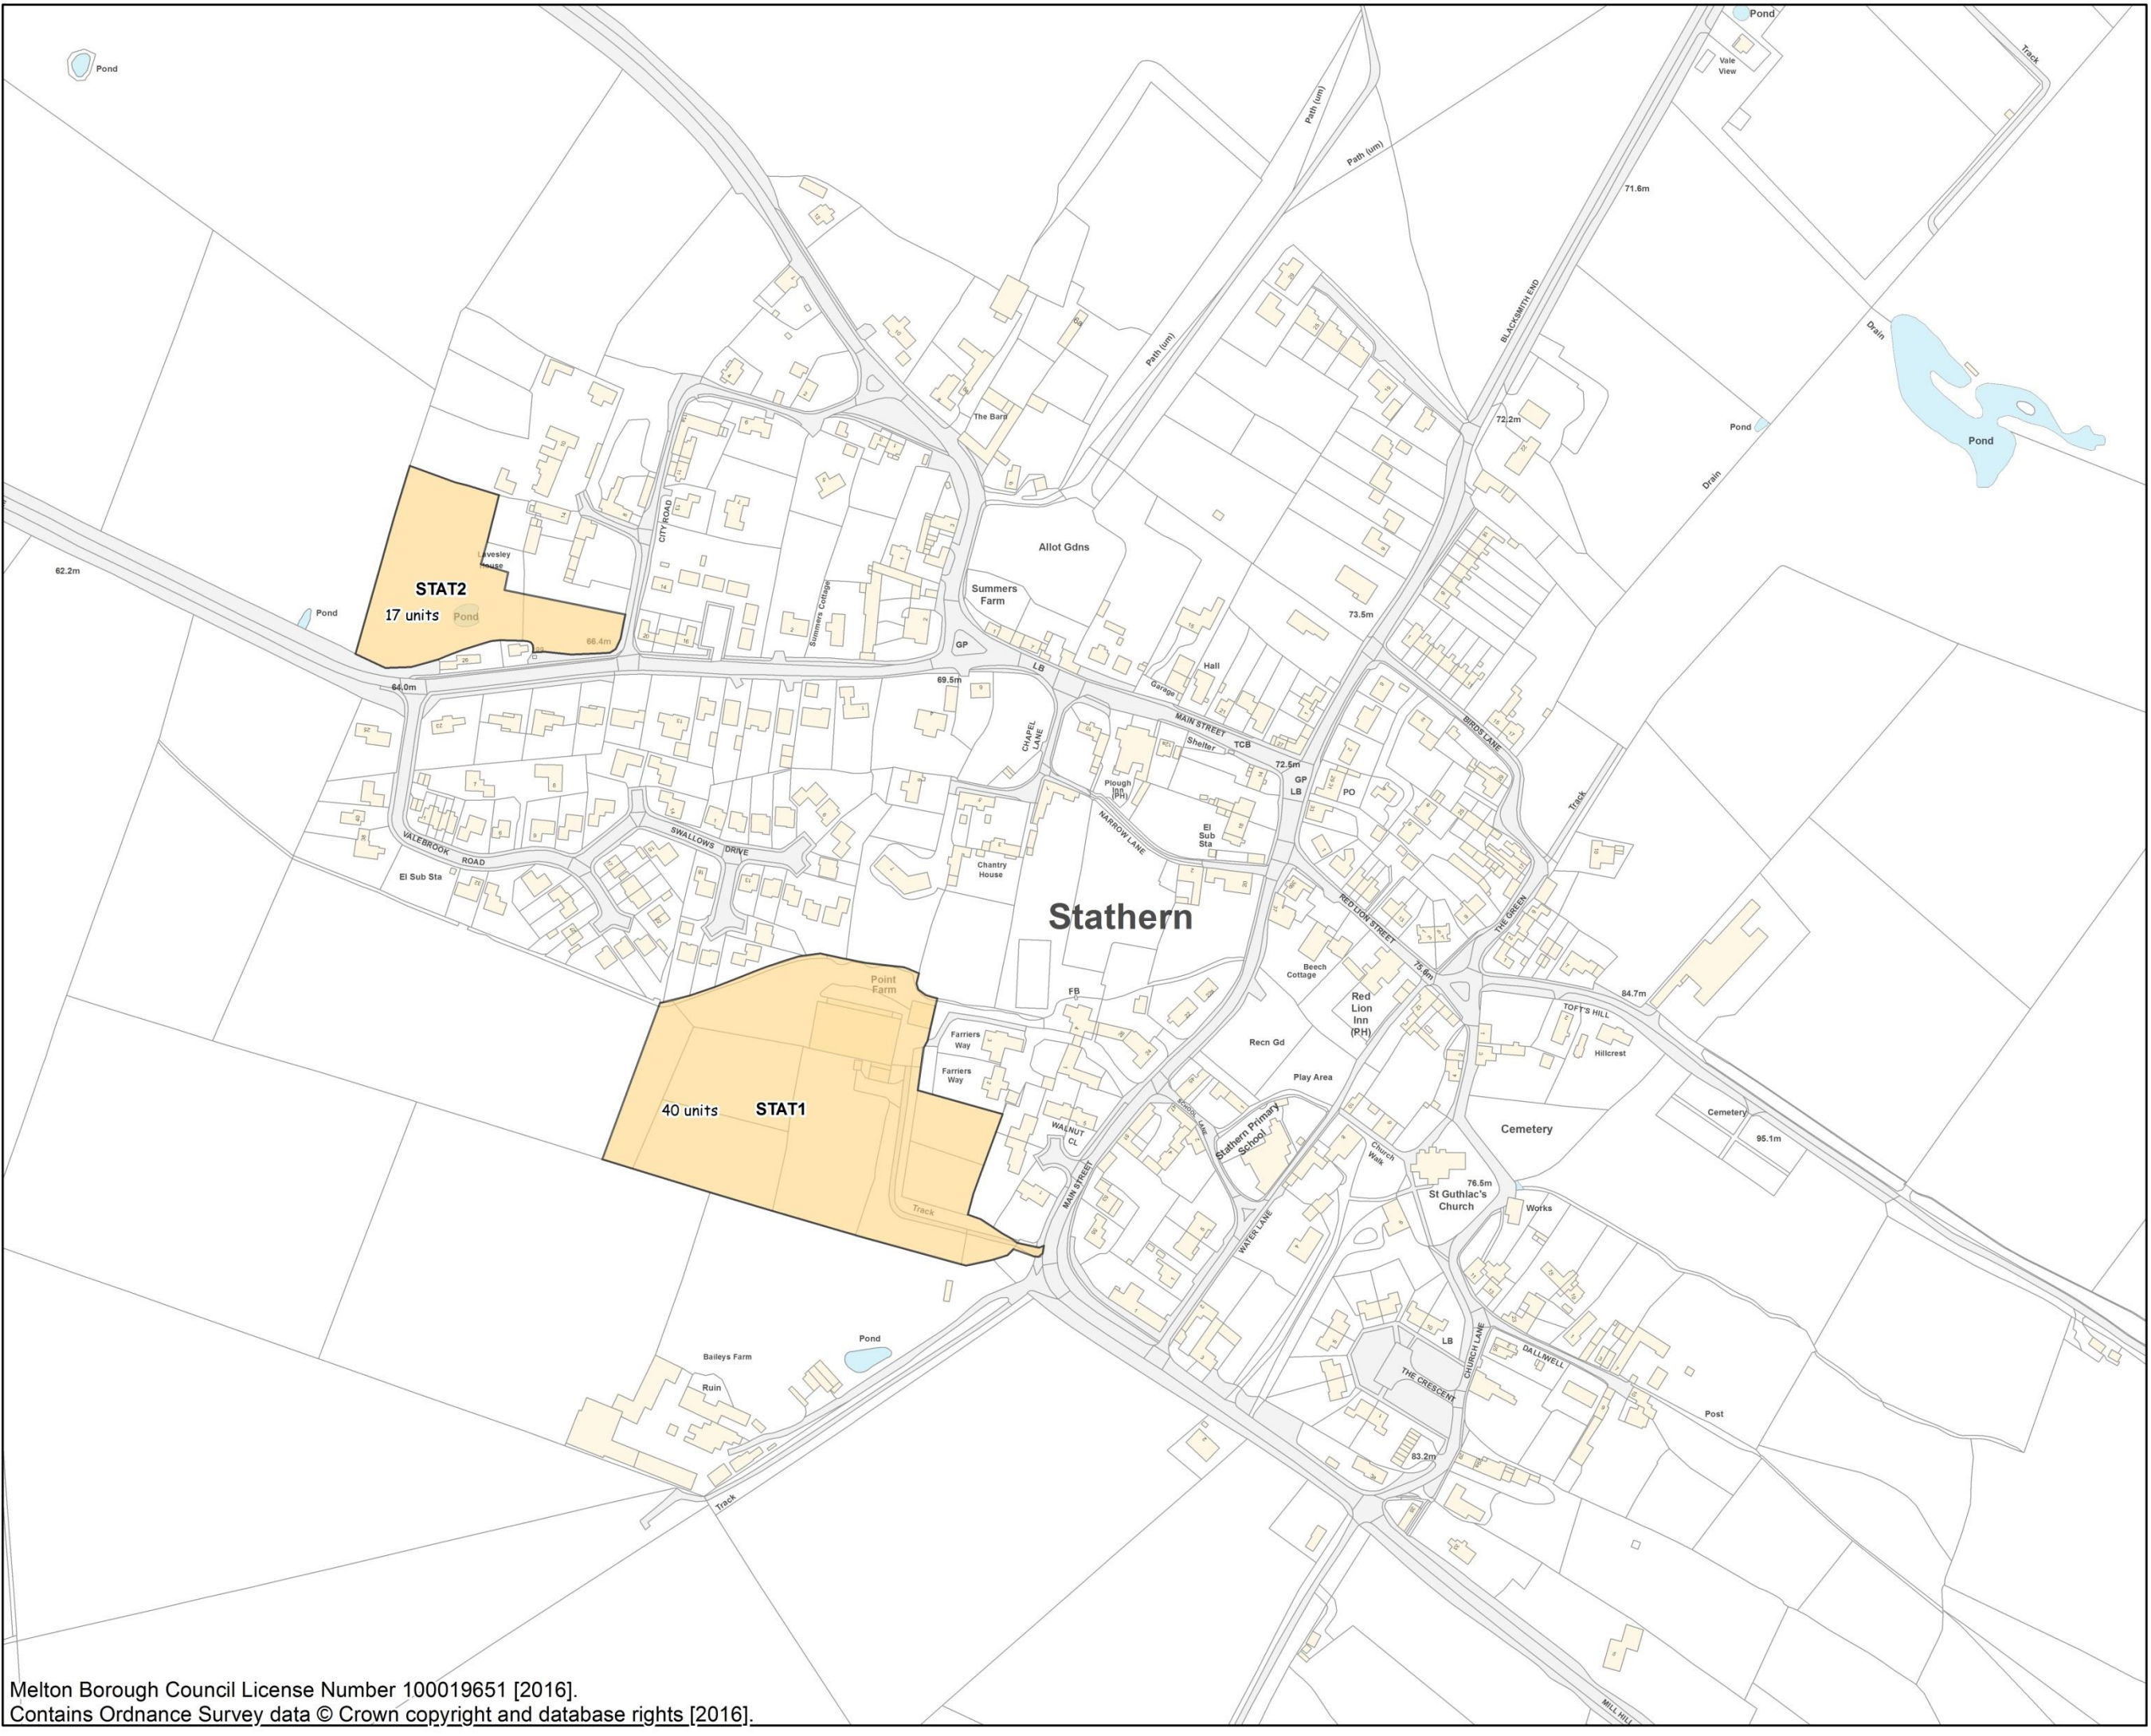 Pond
Pond
Track
Vale
View
Path (um)
Path (um)
71.6m
BLACKSMITH END
Drain
Path (um)
The Barn
72.2m
Pond
Pond
Drain
CITY ROAD
Allot Gdns
Lovesley
House
62.2m
STAT2
17 units
Pond
Pond
66.4m
Summers Cottage
Summers
Farm
73.5m
GP
LB
Hall
Garage
64.0m
69.5m
CHAPEL
LANE
MAIN STREET
Shelter
TCB
BIRDS LANE
72.5m
GP
LB
PO
Plough
Inn
(PH)
Track
NARROW LANE
El
Sub
Sta
VALEBROOK
ROAD
SWALLOWS
DRIVE
El Sub Sta
Chantry
House
Stathern
RED LION STREET
THE GREEN
Beech
Cottage
75.6m
Point
Farm
FB
Red
Lion
Inn
(PH)
84.7m
TOFT'S HILL
Hillcrest
Farriers
Way
Farriers
Way
Recn Gd
Play Area
40 units
STAT1
SCHOOL LANE
Stathern Primary
School
WALNUT
CL
Cemetery
Cemetery
95.1m
Church
Walk
MAIN STREET
76.5m
St Guthlac's
Church
Works
Track
WATER LANE
Pond
Baileys Farm
Ruin
LB
CHURCH LANE
DALLIWELL
THE CRESCENT
Post
83.2m
Track
MILL HILL
Melton Borough Council License Number 100019651 [2016].
Contains Ordnance Survey data © Crown copyright and database rights [2016].